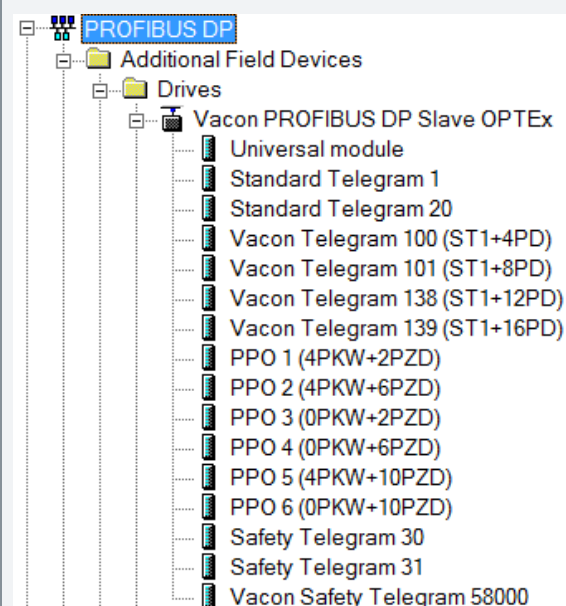 PROFIBUS DP
Additional Field Devices
Drives
Vacon PROFIBUS DP Slave OPTEx
Universal module
Standard Telegram 1
Standard Telegram 20
Vacon Telegram 100 (ST1+4PD)
Vacon Telegram 101 (ST1+8PD)
Vacon Telegram 138 (ST1+12PD)
Vacon Telegram 139 (ST1+16PD)
PPO 1 (4PKW+2PZD)
PPO 2 (4PKW+6PZD)
PPO 3 (0PKW+2PZD)
PPO 4 (0PKW+6PZD)
PPO 5 (4PKW+10PZD)
PPO 6 (0PKW+10PZD)
Safety Telegram 30
Safety Telegram 31
Vacon Safety Telegram 58000